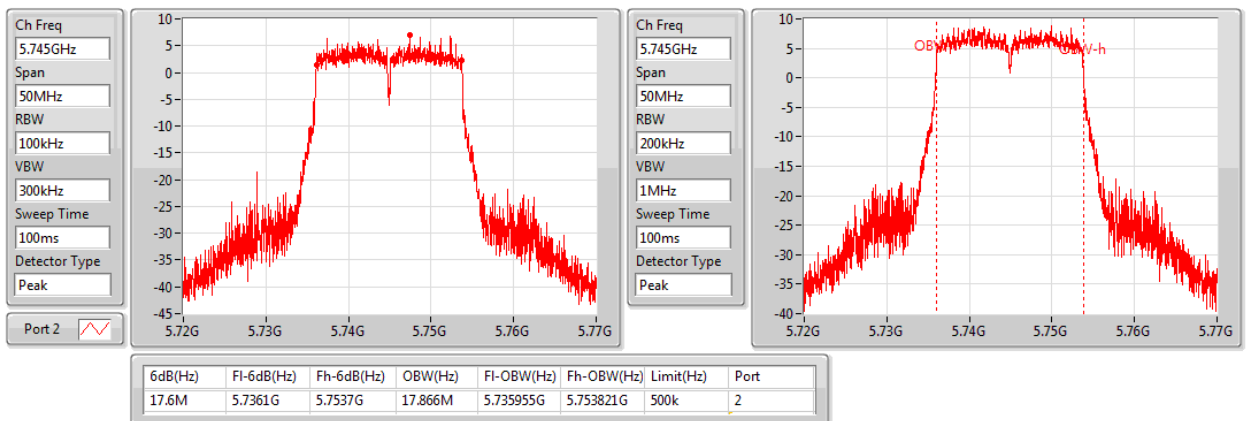 Ch Freq
5.745GHz
Span
50MHz
RBW
100kHz
VBW
300kHz
Sweep Time
100ms
Detector Type
Peak
Port 2
10
5
0
-5
-10
-15
-20
-25
-30
-35
-40
-45
5.72G 5.73G 5.74G 5.75G 5.76G 5.77G
Ch Freq
5.745GHz
Span
50MHz
RBW
200kHz
VBW
1MHz
Sweep Time
100ms
Detector Type
Peak
10
5
0
-5
-10
-15
-20
-25
-30
-35
-40
5.72G 5.73G 5.74G 5.75G 5.76G 5.77G
6dB(Hz) Fl-6dB(Hz) Fh-6dB(Hz) OBW(Hz) Fl-OBW(Hz) Fh-OBW(Hz) Limit(Hz) Port
17.6M 5.7361G 5.7537G 17.866M 5.735955G 5.753821G 500k 2